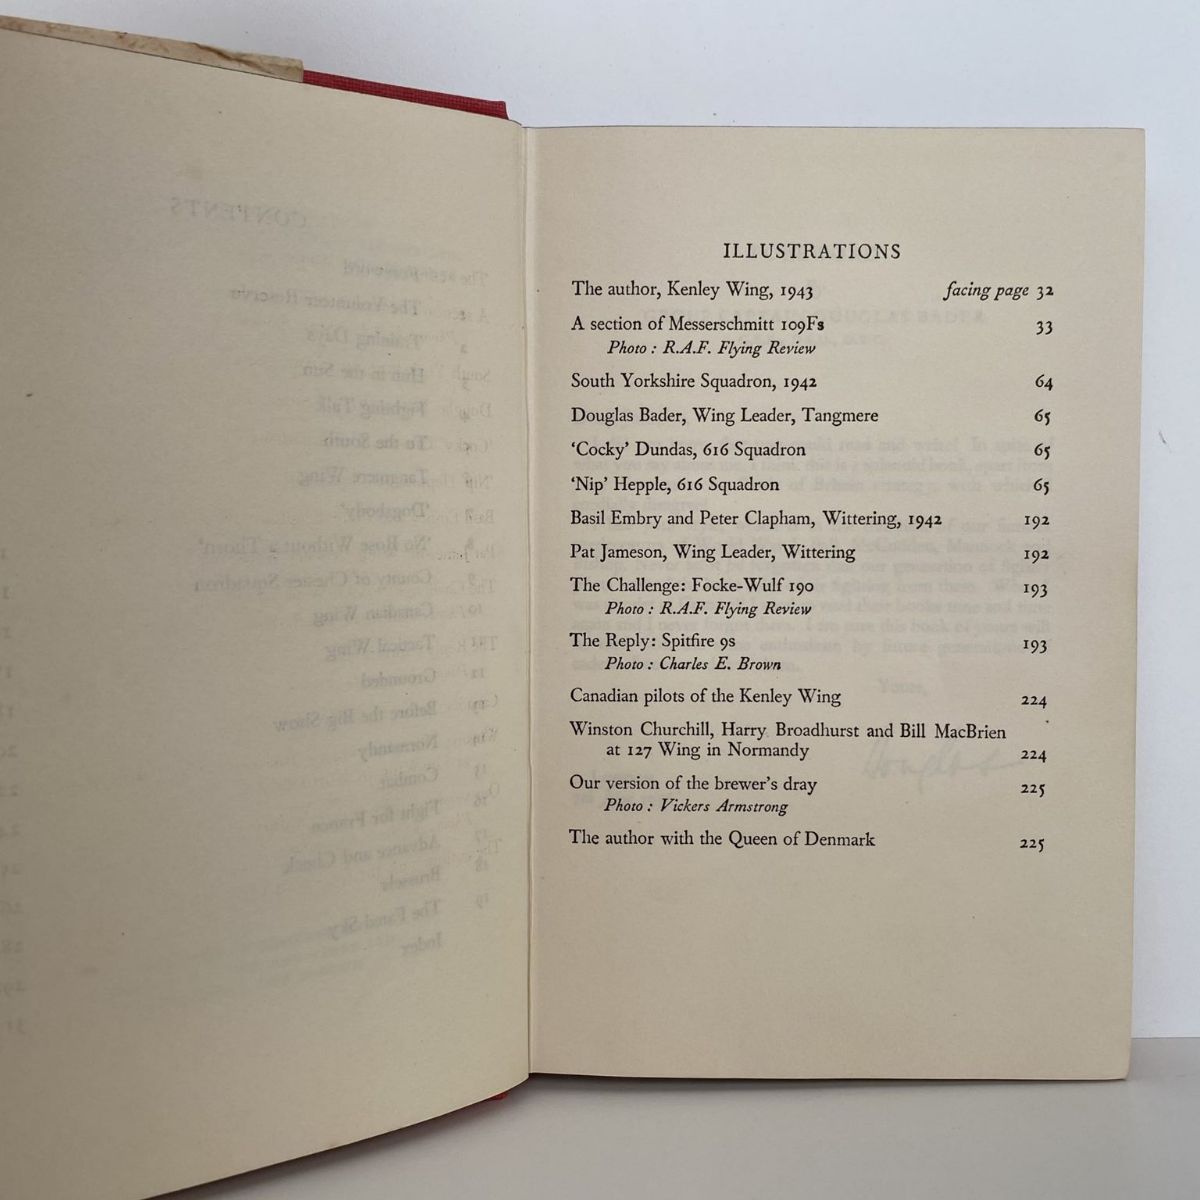 ILLUSTRATIONS
The author, Kenley Wing, 1943 facing page 32
A section of Messerschmitt 109Fs 33
Photo : R.A.F. Flying Review
South Yorkshire Squadron, 1942 64
Douglas Bader, Wing Leader, Tangmere 65
‘Cocky’ Dundas, 616 Squadron 65
‘Nip’ Hepple, 616 Squadron 65
Basil Embry and Peter Clapham, Wittering, 1942 192
Pat Jameson, Wing Leader, Wittering 192
The Challenge: Focke-Wulf 190 193
Photo : R.A.F. Flying Review
The Reply: Spitfire 9s 193
Photo : Charles E. Brown
Canadian pilots of the Kenley Wing 224
Winston Churchill, Harry Broadhurst and Bill MacBrien
at 127 Wing in Normandy 224
Our version of the brewer’s dray 225
Photo : Vickers Armstrong
The author with the Queen of Denmark 225